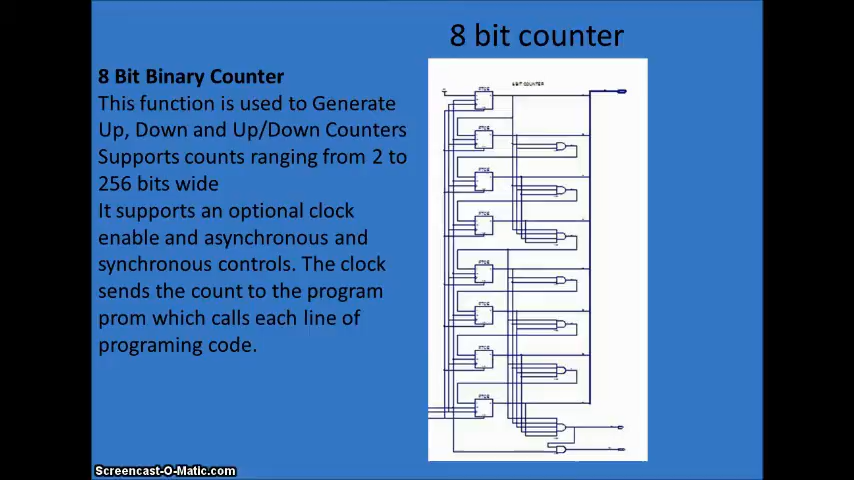 8 bit counter
8 Bit Binary Counter
This function is used to Generate
Up, Down and Up/Down Counters
Supports counts ranging from 2 to
256 bits wide
It supports an optional clock
enable and asynchronous and
synchronous controls. The clock
sends the count to the program
prom which calls each line of
programing code.
8-BIT COUNTER
Screencast-O-Matic.com